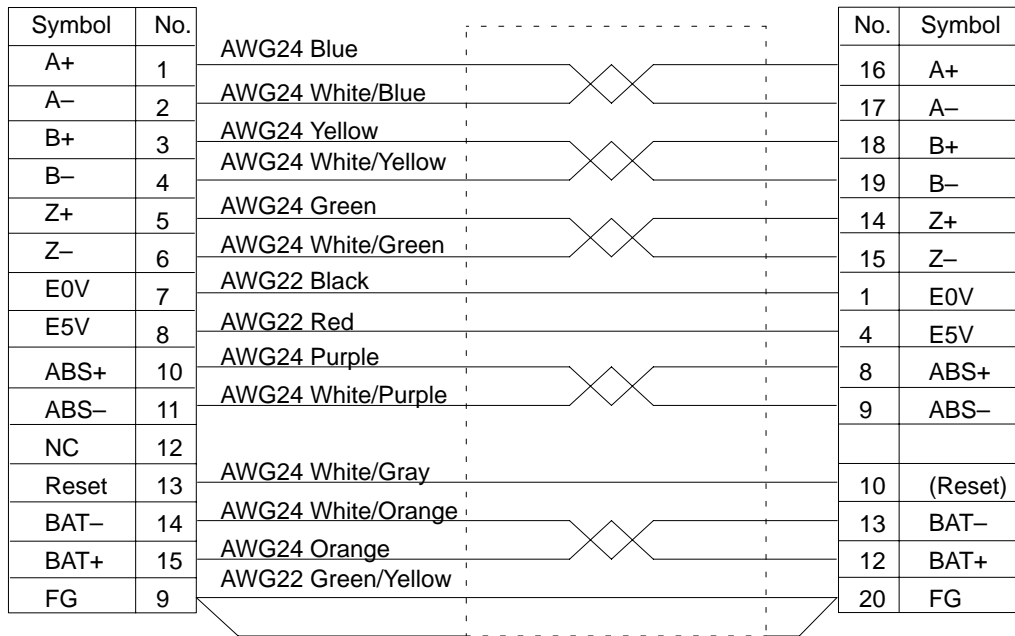 Symbol No. No. Symbol
A+ 1 AWG24 Blue 16 A+
A– 2 AWG24 White/Blue 17 A–
B+ 3 AWG24 Yellow 18 B+
B– 4 AWG24 White/Yellow 19 B–
Z+ 5 AWG24 Green 14 Z+
Z– 6 AWG24 White/Green 15 Z–
E0V 7 AWG22 Black 1 E0V
E5V 8 AWG22 Red 4 E5V
ABS+ 10 AWG24 Purple 8 ABS+
ABS– 11 AWG24 White/Purple 9 ABS–
NC 12
Reset 13 AWG24 White/Gray 10 (Reset)
BAT– 14 AWG24 White/Orange 13 BAT–
BAT+ 15 AWG24 Orange 12 BAT+
FG 9 AWG22 Green/Yellow 20 FG